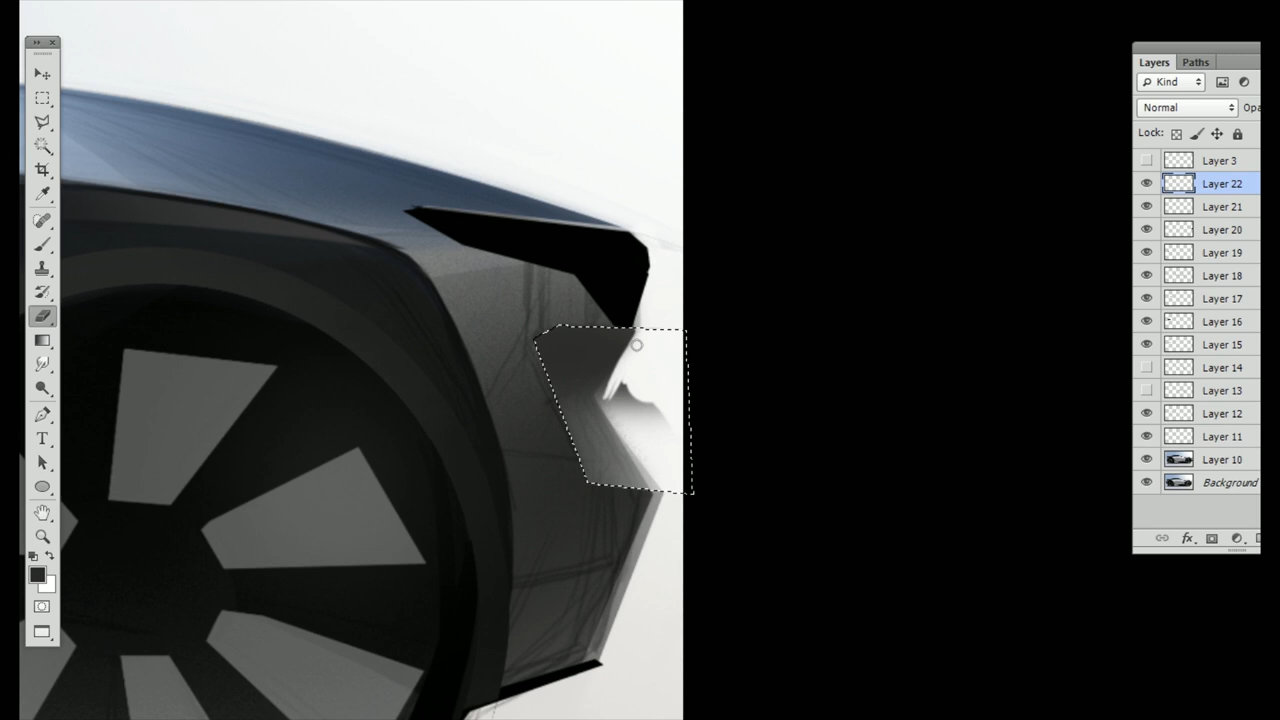 Layers Paths
Kind
Normal Opa
Lock:
Layer 3
Layer 22
Layer 21
Layer 20
Layer 19
Layer 18
Layer 17
Layer 16
Layer 15
Layer 14
Layer 13
Layer 12
Layer 11
Layer 10
Background
T
fx.